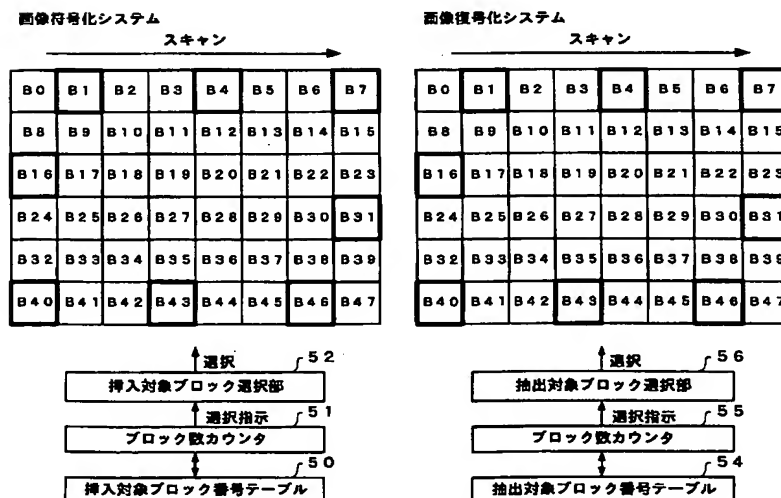 画像符号化システム
スキャン
B0 B1 B2 B3 B4 B5 B6 B7
B8 B9 B10 B11 B12 B13 B14 B15
B16 B17 B18 B19 B20 B21 B22 B23
B24 B25 B26 B27 B28 B29 B30 B31
B32 B33 B34 B35 B36 B37 B38 B39
B40 B41 B42 B43 B44 B45 B46 B47
選択 52
挿入対象ブロック選択部
選択指示 51
ブロック数カウンタ
50
挿入対象ブロック番号テーブル
画像復号化システム
スキャン
B0 B1 B2 B3 B4 B5 B6 B7
B8 B9 B10 B11 B12 B13 B14 B15
B16 B17 B18 B19 B20 B21 B22 B23
B24 B25 B26 B27 B28 B29 B30 B31
B32 B33 B34 B35 B36 B37 B38 B39
B40 B41 B42 B43 B44 B45 B46 B47
選択 56
抽出対象ブロック選択部
選択指示 55
ブロック数カウンタ
54
抽出対象ブロック番号テーブル